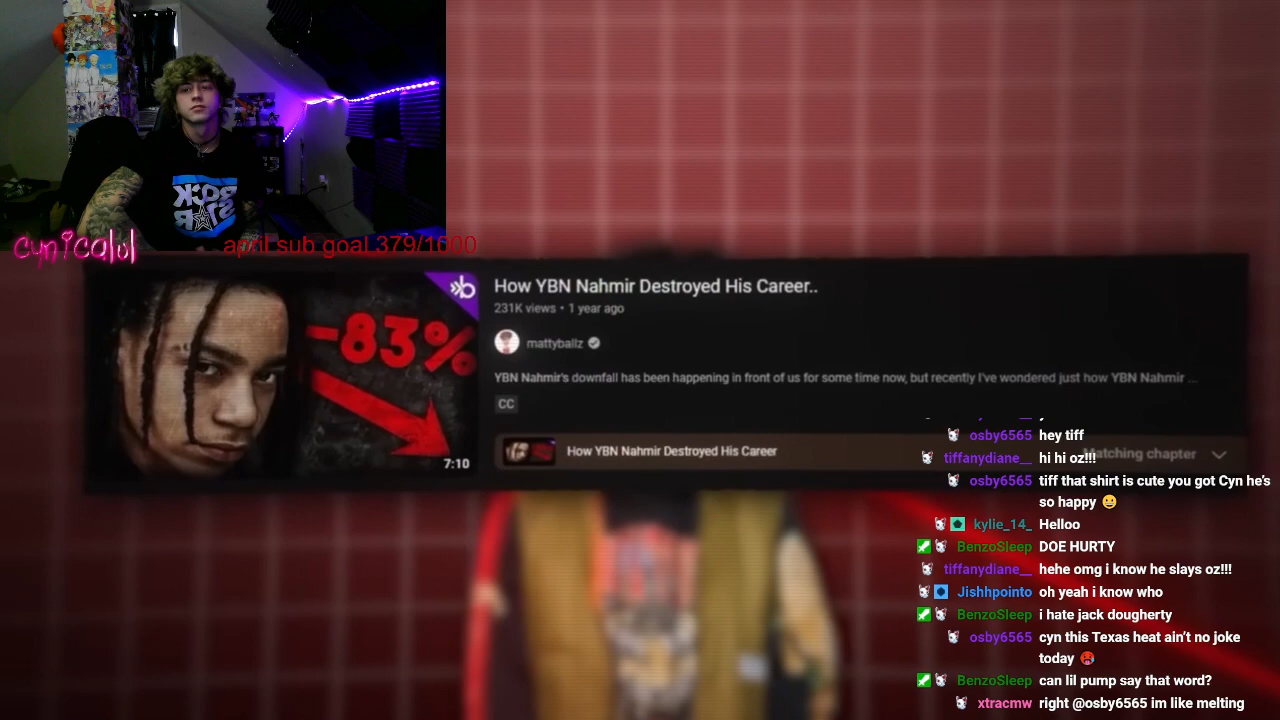 cynicalol
april sub goal 379/1000
-83%
7:10
How YBN Nahmir Destroyed His Career..
231K views • 1 year ago
mattyballz
YBN Nahmir's downfall has been happening in front of us for some time now, but recently I've wondered just how YBN Nahmir ...
CC
How YBN Nahmir Destroyed His Career
matching chapter
osby6565 hey tiff
tiffanydiane__ hi hi oz!!!
osby6565 tiff that shirt is cute you got Cyn he's
so happy 😀
kylie_14_ Helloo
BenzoSleep DOE HURTY
tiffanydiane__ hehe omg i know he slays oz!!!
Jishhpointo oh yeah i know who
BenzoSleep i hate jack dougherty
osby6565 cyn this Texas heat ain't no joke
today 🥵
BenzoSleep can lil pump say that word?
xtracmw right @osby6565 im like melting